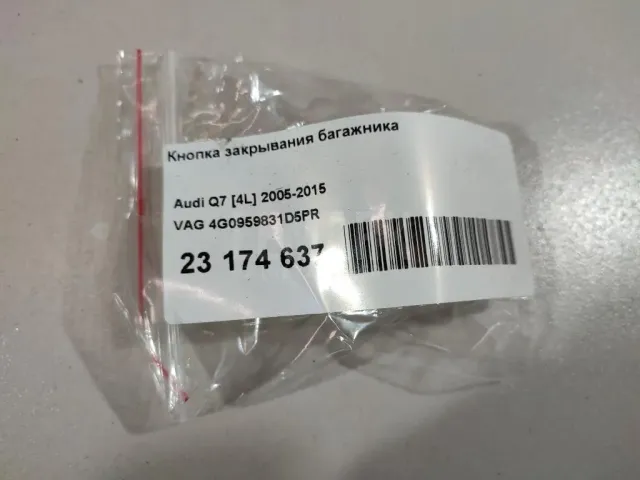 Кнопка закрывания багажника
Audi Q7 [4L] 2005-2015
VAG 4G0959831D5PR
23 174 637